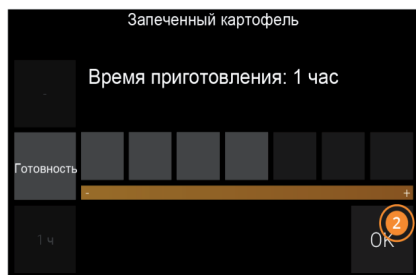 Запеченный картофель
-
Время приготовления: 1 час
Готовность
- +
1 ч
2
OK